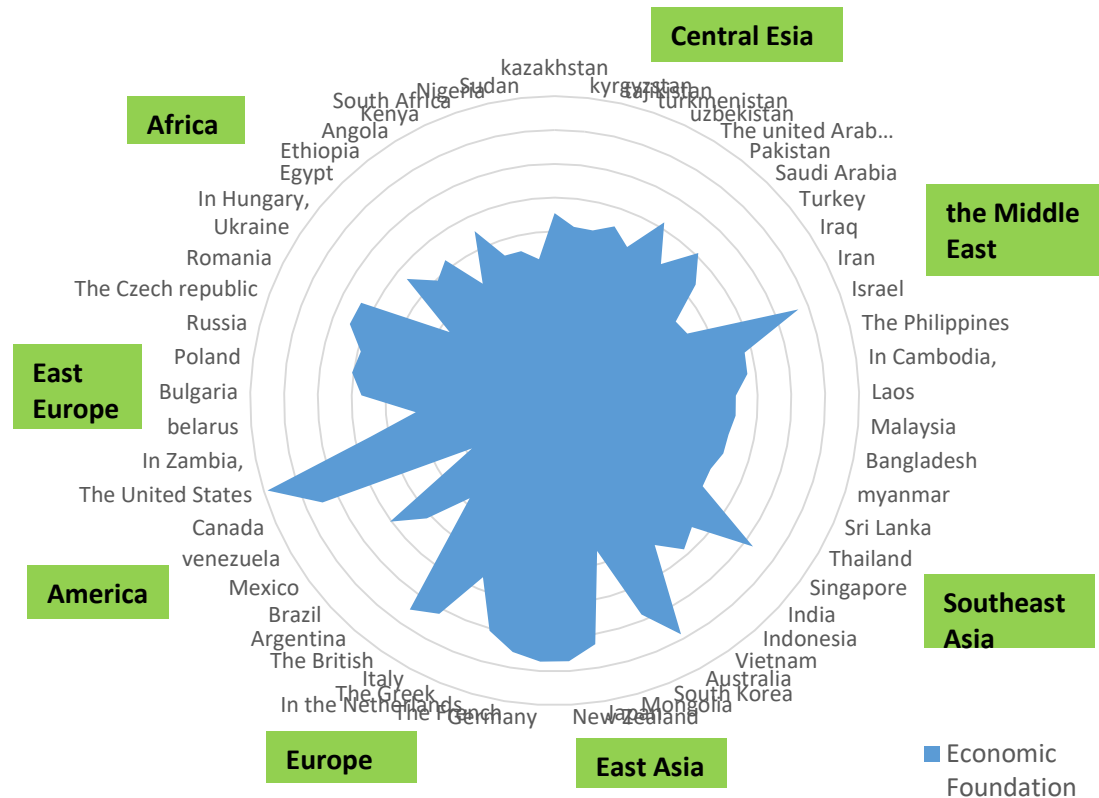 Central Esia
kazakhstan
kyrgyzstan
tajikistan
turkmenistan
uzbekistan
The united Arab...
Pakistan
Saudi Arabia
Turkey
the Middle
East
Iraq
Iran
Israel
The Philippines
In Cambodia,
Laos
Malaysia
Bangladesh
myanmar
Sri Lanka
Thailand
Singapore
Southeast
Asia
India
Indonesia
Vietnam
Australia
South Korea
Mongolia
Japan
New Zealand
East Asia
Germany
The French
In the Netherlands
The Greek
Italy
The British
Europe
Argentina
Brazil
Mexico
venezuela
Canada
America
The United States
In Zambia,
belarus
Bulgaria
Poland
East
Europe
Russia
The Czech republic
Romania
Ukraine
In Hungary,
Egypt
Ethiopia
Angola
Kenya
South Africa
Nigeria
Sudan
Africa
Economic
Foundation